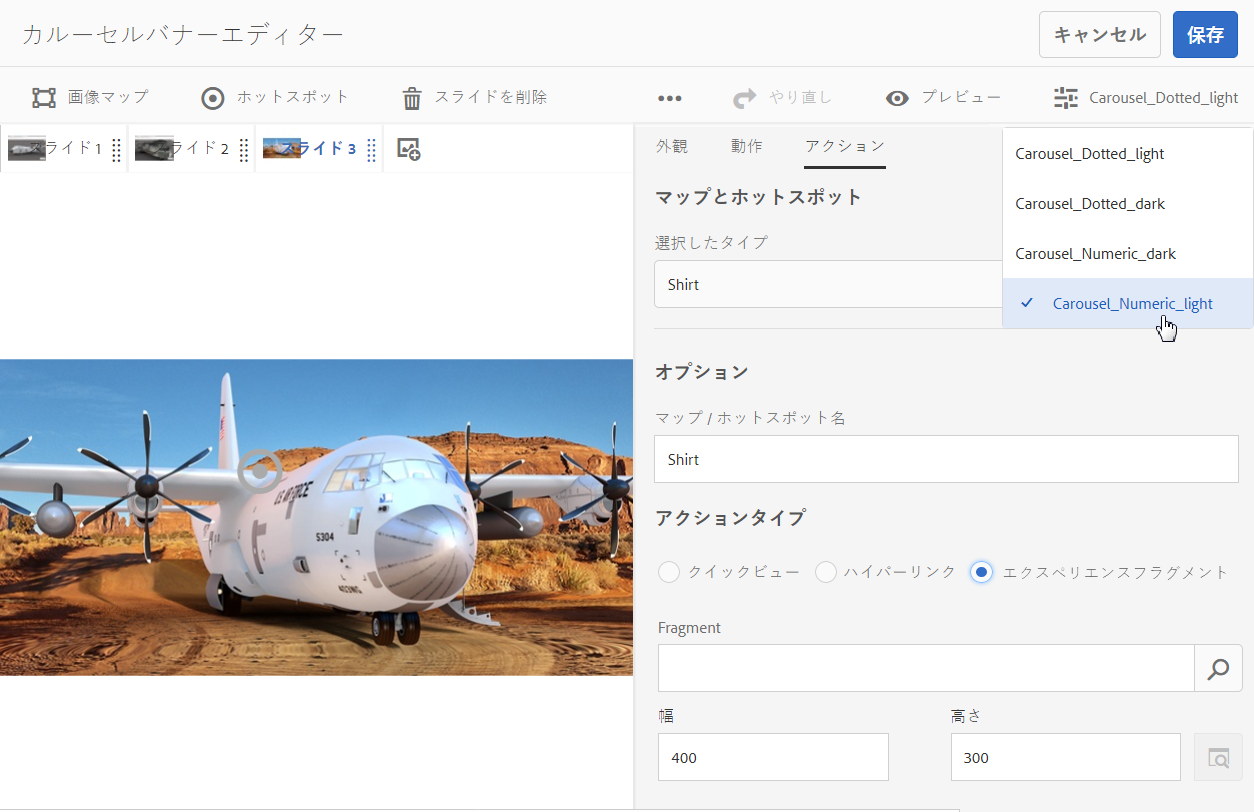 カルーセルバナーエディター
キャンセル
保存
画像マップ
ホットスポット
スライドを削除
やり直し
プレビュー
Carousel_Dotted_light
スライド 1
ライド 2
スライド 3
外観
動作
アクション
Carousel_Dotted_light
Carousel_Dotted_dark
Carousel_Numeric_dark
Carousel_Numeric_light
マップとホットスポット
選択したタイプ
Shirt
オプション
マップ / ホットスポット名
Shirt
アクションタイプ
クイックビュー
ハイパーリンク
エクスペリエンスフラグメント
Fragment
幅
高さ
400
300
U.S. AIR FORCE
5304